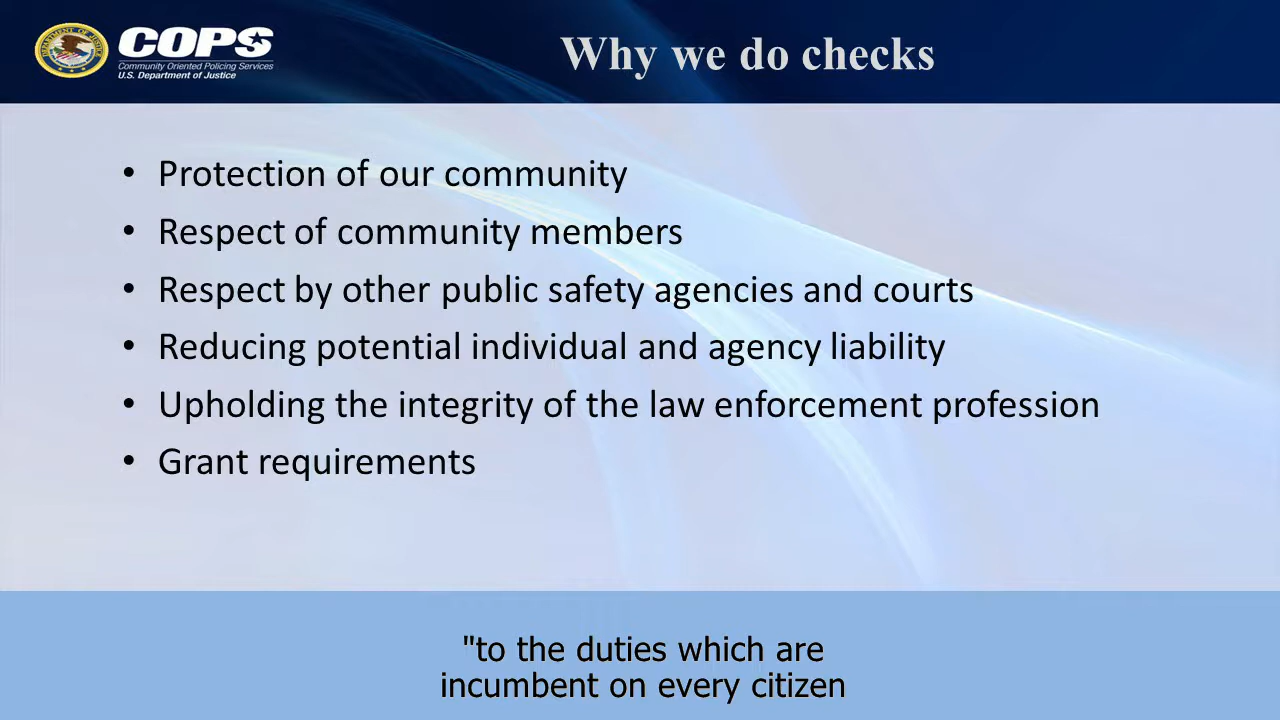 COPS
Community Oriented Policing Services
U.S. Department of Justice
Why we do checks
• Protection of our community
• Respect of community members
• Respect by other public safety agencies and courts
• Reducing potential individual and agency liability
• Upholding the integrity of the law enforcement profession
• Grant requirements
"to the duties which are
incumbent on every citizen